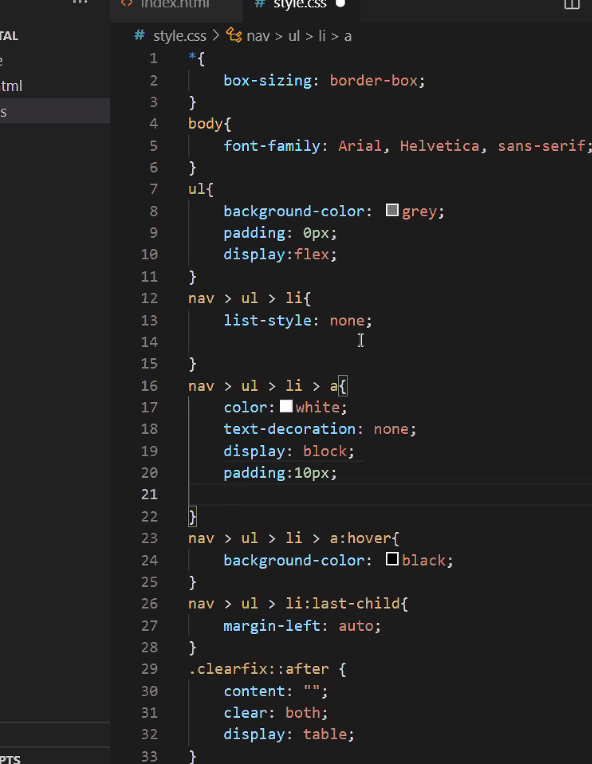 ... index.html # style.css
TAL # style.css > nav > ul > li > a
e
tml
s
1 *{
2 box-sizing: border-box;
3 }
4 body{
5 font-family: Arial, Helvetica, sans-serif;
6 }
7 ul{
8 background-color: grey;
9 padding: 0px;
10 display:flex;
11 }
12 nav > ul > li{
13 list-style: none;
14
15 }
16 nav > ul > li > a{
17 color: white;
18 text-decoration: none;
19 display: block;
20 padding:10px;
21
22 }
23 nav > ul > li > a:hover{
24 background-color: black;
25 }
26 nav > ul > li:last-child{
27 margin-left: auto;
28 }
29 .clearfix::after {
30 content: "";
31 clear: both;
32 display: table;
33 }
PTS